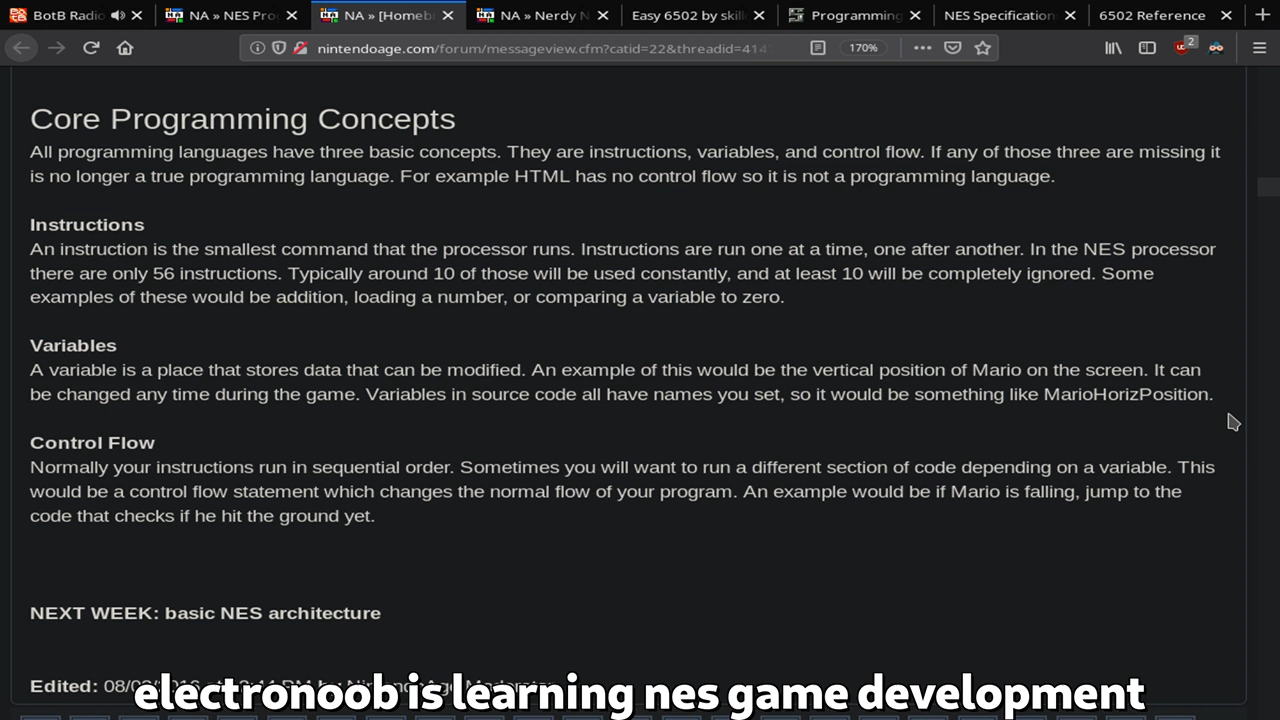 BotB Radio
NA » NES Pro
NA » [Homeb
NA » Nerdy N
Easy 6502 by skil
Programming
NES Specification
6502 Reference
nintendoage.com/forum/messageview.cfm?catid=22&threadid=414
170%
2
Core Programming Concepts
All programming languages have three basic concepts. They are instructions, variables, and control flow. If any of those three are missing it
is no longer a true programming language. For example HTML has no control flow so it is not a programming language.
Instructions
An instruction is the smallest command that the processor runs. Instructions are run one at a time, one after another. In the NES processor
there are only 56 instructions. Typically around 10 of those will be used constantly, and at least 10 will be completely ignored. Some
examples of these would be addition, loading a number, or comparing a variable to zero.
Variables
A variable is a place that stores data that can be modified. An example of this would be the vertical position of Mario on the screen. It can
be changed any time during the game. Variables in source code all have names you set, so it would be something like MarioHorizPosition.
Control Flow
Normally your instructions run in sequential order. Sometimes you will want to run a different section of code depending on a variable. This
would be a control flow statement which changes the normal flow of your program. An example would be if Mario is falling, jump to the
code that checks if he hit the ground yet.
NEXT WEEK: basic NES architecture
Edited:
electronoob is learning nes game development